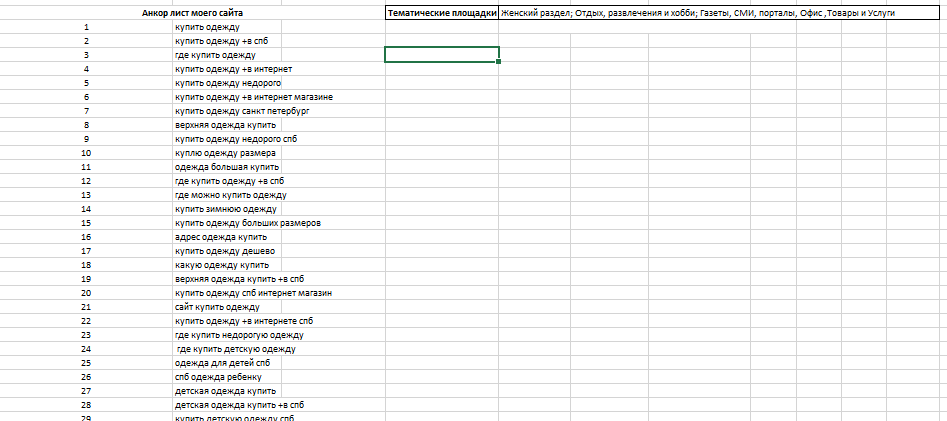 Анкор лист моего сайта Тематические площадки Женский раздел; Отдых, развлечения и хобби; Газеты, СМИ, порталы, Офис ,Товары и Услуги
1 купить одежду
2 купить одежду +в спб
3 где купить одежду
4 купить одежду +в интернет
5 купить одежду недорого
6 купить одежду +в интернет магазине
7 купить одежду санкт петербург
8 верхняя одежда купить
9 купить одежду недорого спб
10 куплю одежду размера
11 одежда большая купить
12 где купить одежду +в спб
13 где можно купить одежду
14 купить зимнюю одежду
15 купить одежду больших размеров
16 адрес одежда купить
17 купить одежду дешево
18 какую одежду купить
19 верхняя одежда купить +в спб
20 купить одежду спб интернет магазин
21 сайт купить одежду
22 купить одежду +в интернете спб
23 где купить недорогую одежду
24 где купить детскую одежду
25 одежда для детей спб
26 спб одежда ребенку
27 детская одежда купить
28 детская одежда купить +в спб
29 купить детскую одежду спб